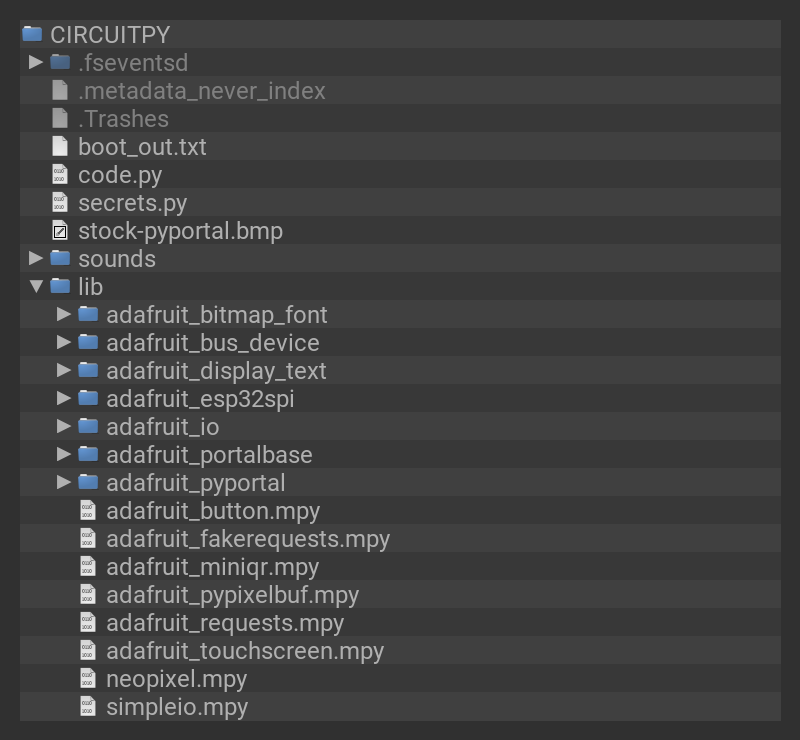 CIRCUITPY
.fseventsd
.metadata_never_index
.Trashes
boot_out.txt
code.py
secrets.py
stock-pyportal.bmp
sounds
lib
adafruit_bitmap_font
adafruit_bus_device
adafruit_display_text
adafruit_esp32spi
adafruit_io
adafruit_portalbase
adafruit_pyportal
adafruit_button.mpy
adafruit_fakerequests.mpy
adafruit_miniqr.mpy
adafruit_pypixelbuf.mpy
adafruit_requests.mpy
adafruit_touchscreen.mpy
neopixel.mpy
simpleio.mpy